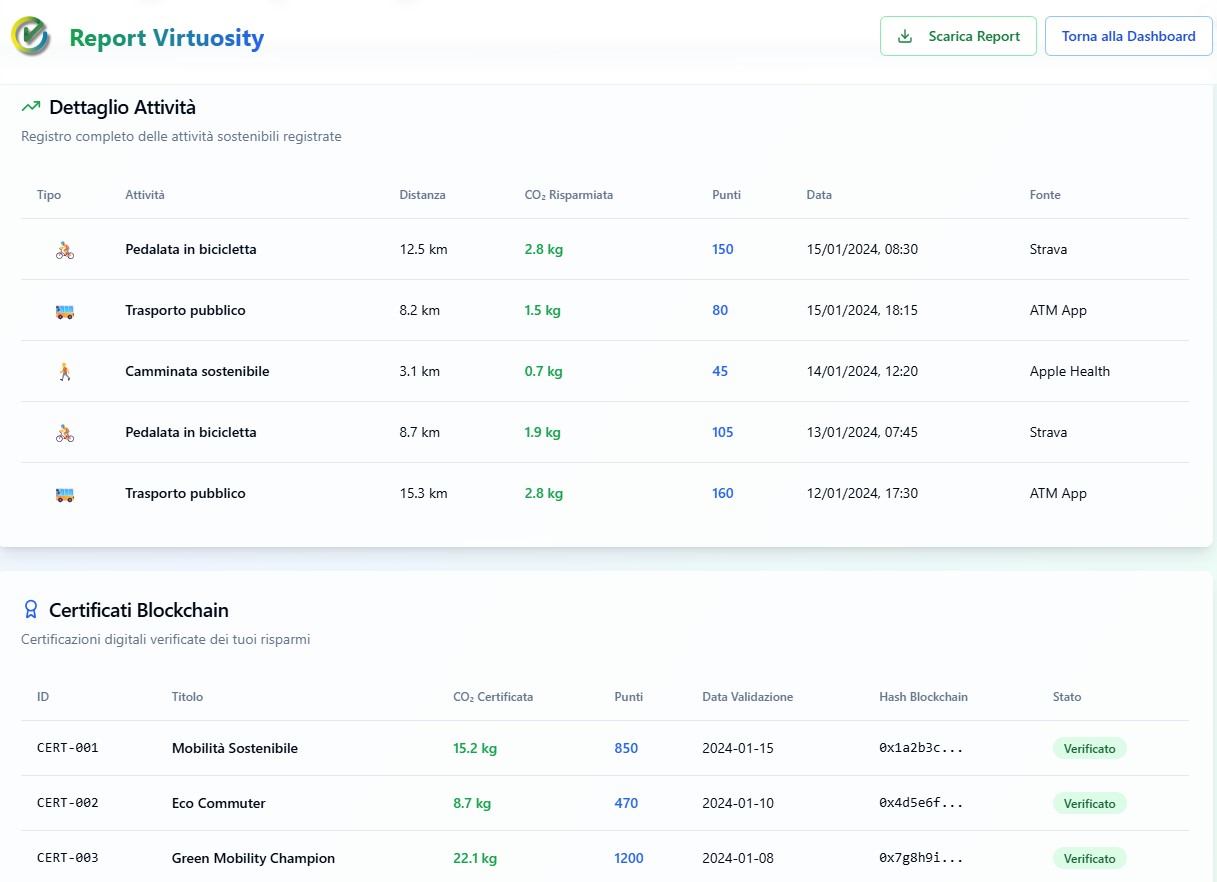 Report Virtuosity
Scarica Report
Torna alla Dashboard
Dettaglio Attività
Registro completo delle attività sostenibili registrate
Tipo Attività Distanza CO₂ Risparmiata Punti Data Fonte
Pedalata in bicicletta 12.5 km 2.8 kg 150 15/01/2024, 08:30 Strava
Trasporto pubblico 8.2 km 1.5 kg 80 15/01/2024, 18:15 ATM App
Camminata sostenibile 3.1 km 0.7 kg 45 14/01/2024, 12:20 Apple Health
Pedalata in bicicletta 8.7 km 1.9 kg 105 13/01/2024, 07:45 Strava
Trasporto pubblico 15.3 km 2.8 kg 160 12/01/2024, 17:30 ATM App
Certificati Blockchain
Certificazioni digitali verificate dei tuoi risparmi
ID Titolo CO₂ Certificata Punti Data Validazione Hash Blockchain Stato
CERT-001 Mobilità Sostenibile 15.2 kg 850 2024-01-15 0x1a2b3c... Verificato
CERT-002 Eco Commuter 8.7 kg 470 2024-01-10 0x4d5e6f... Verificato
CERT-003 Green Mobility Champion 22.1 kg 1200 2024-01-08 0x7g8h9i... Verificato